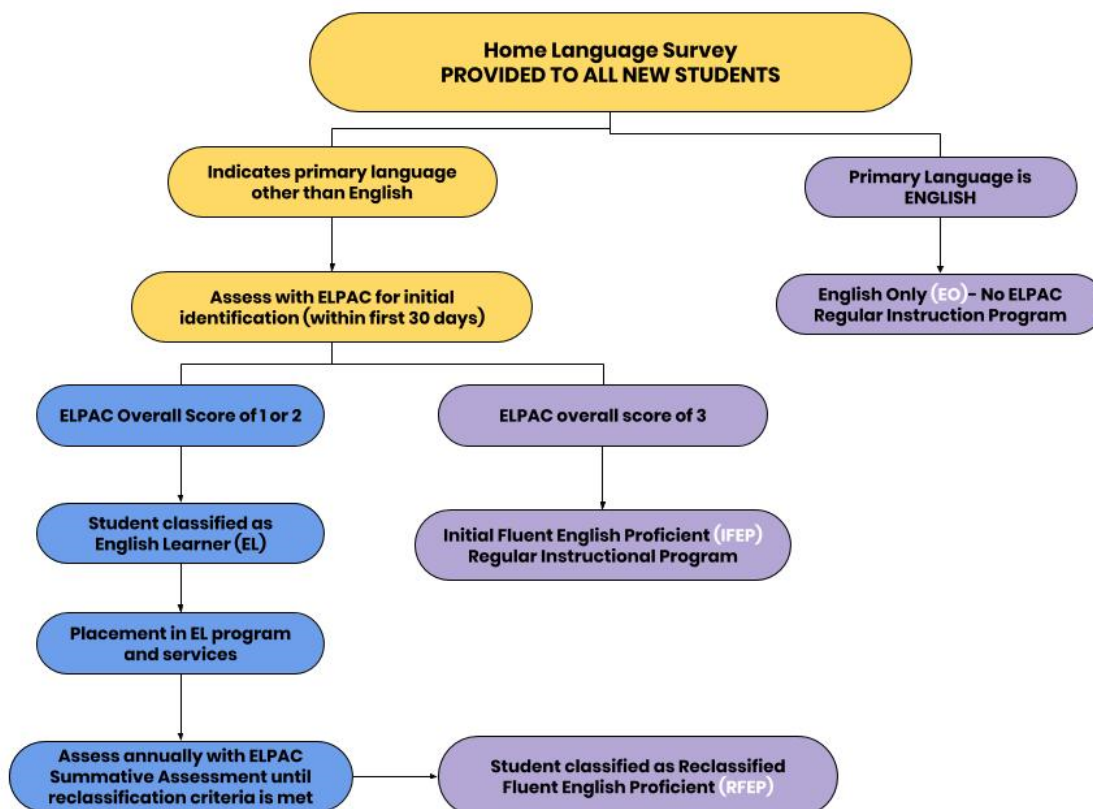 Home Language Survey
PROVIDED TO ALL NEW STUDENTS
Indicates primary language
other than English
Primary Language is
ENGLISH
Assess with ELPAC for initial
identification (within first 30 days)
English Only (EO)- No ELPAC
Regular Instruction Program
ELPAC Overall Score of 1 or 2
ELPAC overall score of 3
Student classified as
English Learner (EL)
Initial Fluent English Proficient (IFEP)
Regular Instructional Program
Placement in EL program
and services
Assess annually with ELPAC
Summative Assessment until
reclassification criteria is met
Student classified as Reclassified
Fluent English Proficient (RFEP)